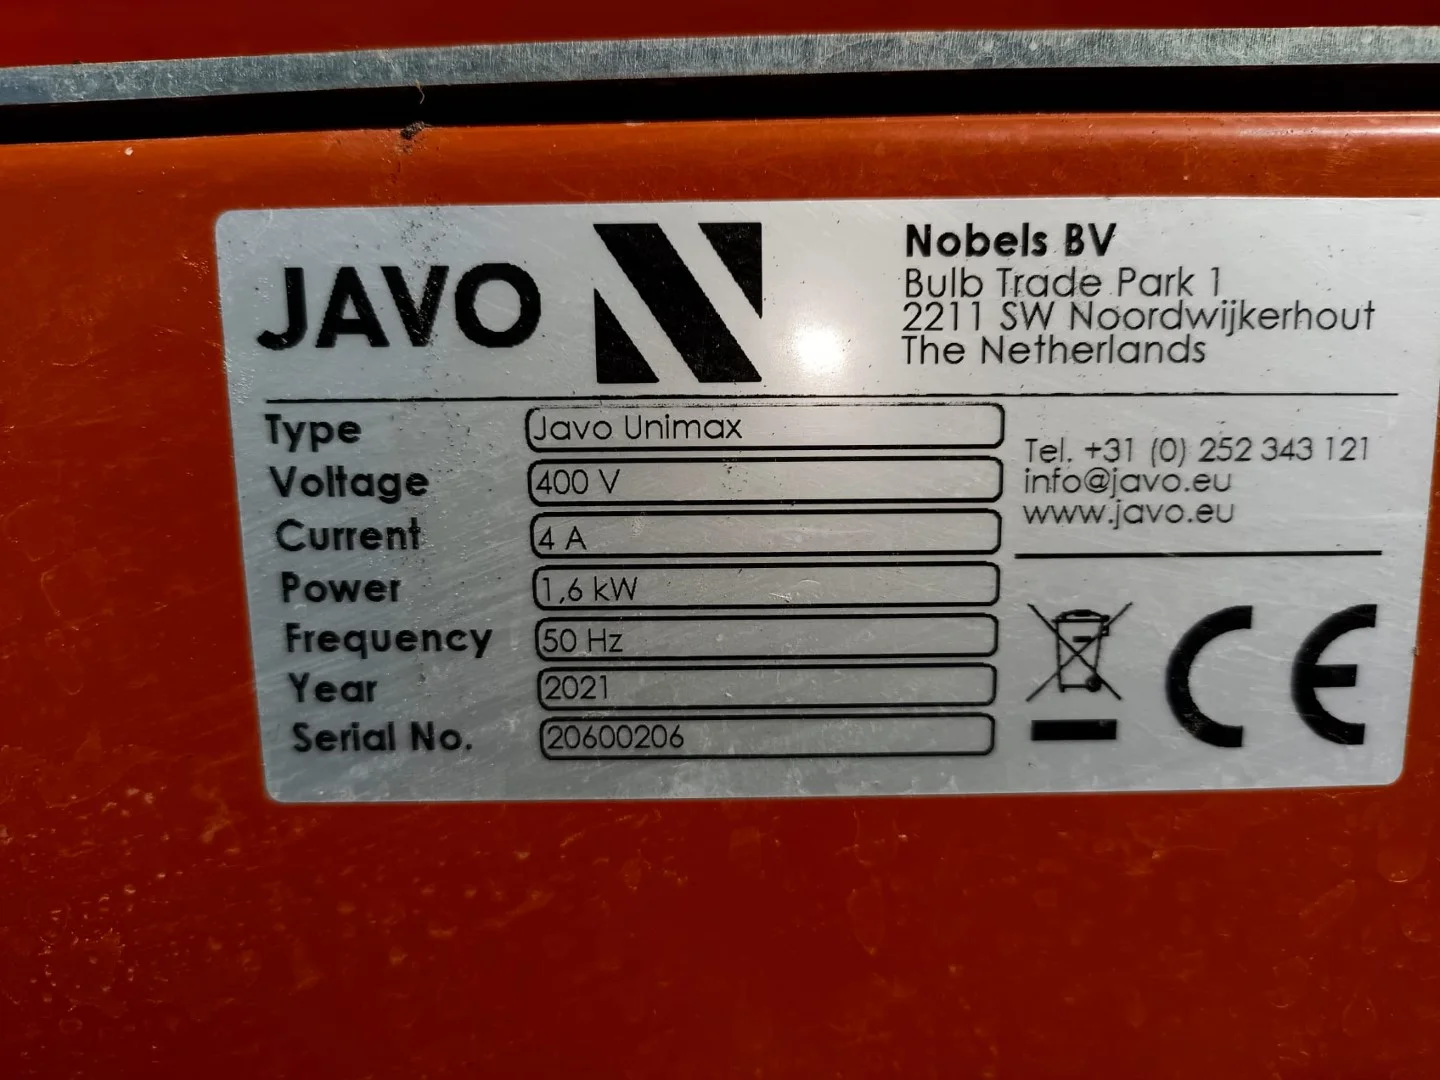 JAVO
Nobels BV
Bulb Trade Park 1
2211 SW Noordwijkerhout
The Netherlands
Type Javo Unimax
Voltage 400 V
Current 4 A
Power 1,6 kW
Frequency 50 Hz
Year 2021
Serial No. 20600206
Tel. +31 (0) 252 343 121
info@javo.eu
www.javo.eu
CE